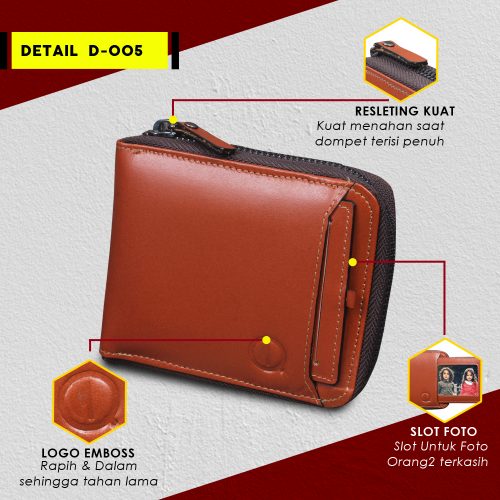 DETAIL D-005
RESLETING KUAT
Kuat menahan saat
dompet terisi penuh
LOGO EMBOSS
Rapih & Dalam
sehingga tahan lama
SLOT FOTO
Slot Untuk Foto
Orang2 terkasih